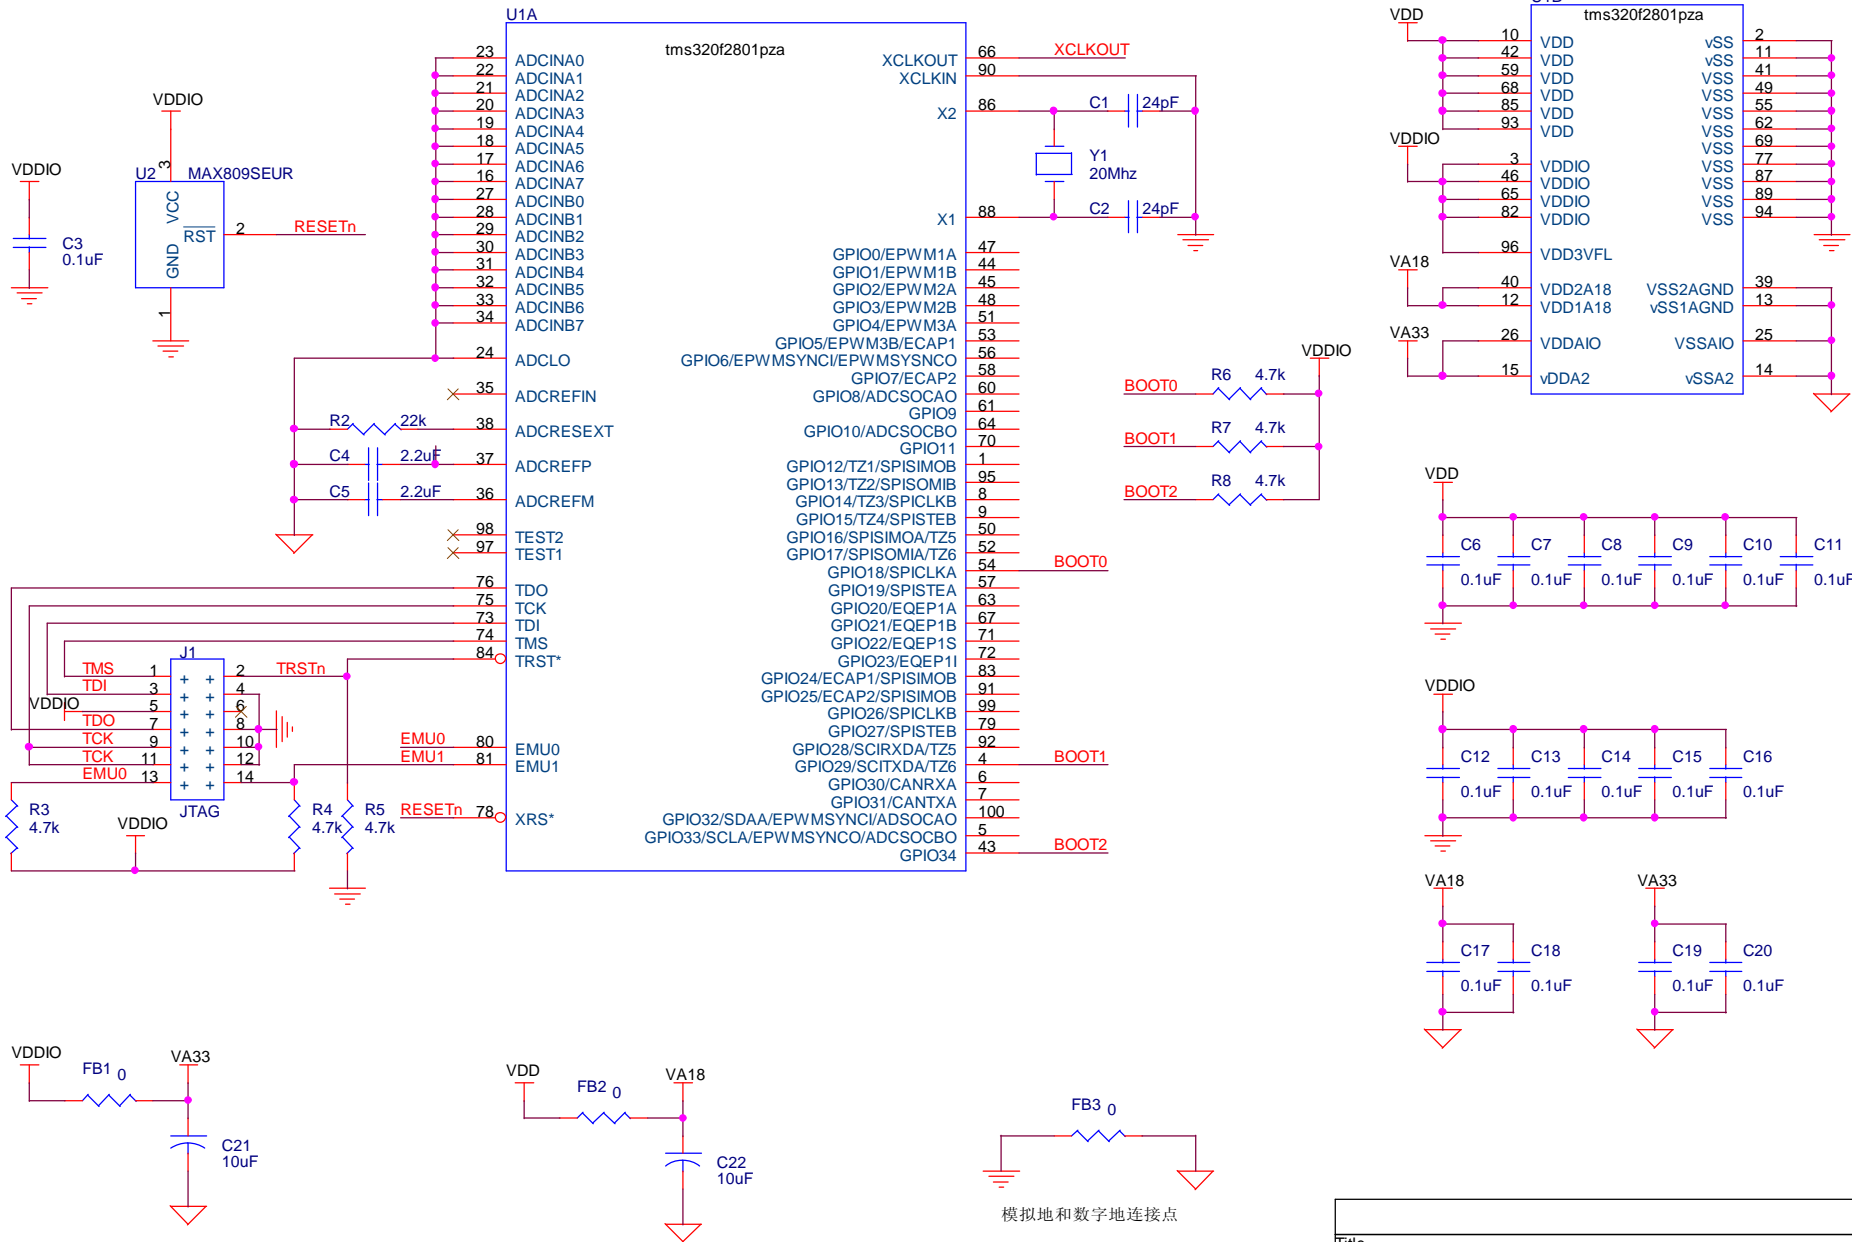 U1A
tms320f2801pza
23 ADCINA0
22 ADCINA1
21 ADCINA2
20 ADCINA3
19 ADCINA4
18 ADCINA5
17 ADCINA6
16 ADCINA7
27 ADCINB0
28 ADCINB1
29 ADCINB2
30 ADCINB3
31 ADCINB4
32 ADCINB5
33 ADCINB6
34 ADCINB7
24 ADCLO
35 ADCREFIN
R2 22k 38 ADCRESEXT
C4 2.2uF 37 ADCREFP
C5 2.2uF 36 ADCREFM
98 TEST2
97 TEST1
76 TDO
75 TCK
73 TDI
74 TMS
84 TRST*
EMU0 80 EMU0
EMU1 81 EMU1
RESETn 78 XRS*
XCLKOUT 66 XCLKOUT
XCLKIN 90
X2 86
X1 88
C1 24pF
Y1
20Mhz
C2 24pF
GPIO0/EPWM1A 47
GPIO1/EPWM1B 44
GPIO2/EPWM2A 45
GPIO3/EPWM2B 48
GPIO4/EPWM3A 51
GPIO5/EPWM3B/ECAP1 53
GPIO6/EPWMSYNCI/EPWMSYSNCO 56
GPIO7/ECAP2 58
GPIO8/ADCSOCAO 60
GPIO9 61
GPIO10/ADCSOCBO 64
GPIO11 70
GPIO12/TZ1/SPISIMOB 1
GPIO13/TZ2/SPISOMIB 95
GPIO14/TZ3/SPICLKB 8
GPIO15/TZ4/SPISTEB 9
GPIO16/SPISIMOA/TZ5 50
GPIO17/SPISOMIA/TZ6 52
GPIO18/SPICLKA 54 BOOT0
GPIO19/SPISTEA 57
GPIO20/EQEP1A 63
GPIO21/EQEP1B 67
GPIO22/EQEP1S 71
GPIO23/EQEP1I 72
GPIO24/ECAP1/SPISIMOB 83
GPIO25/ECAP2/SPISIMOB 91
GPIO26/SPICLKB 99
GPIO27/SPISTEB 79
GPIO28/SCIRXDA/TZ5 92
GPIO29/SCITXDA/TZ6 4 BOOT1
GPIO30/CANRXA 6
GPIO31/CANTXA 7
GPIO32/SDAA/EPWMSYNCI/ADSOCAO 100
GPIO33/SCLA/EPWMSYNCO/ADCSOCBO 5
GPIO34 43 BOOT2
VDDIO
C3
0.1uF
VDDIO
U2 MAX809SEUR
3
VCC
GND
RST 2 RESETn
1
J1
TMS 1 2 TRSTn
TDI 3 4
VDDIO 5 6
TDO 7 8
TCK 9 10
TCK 11 12
EMU0 13 14
JTAG
R3
4.7k
VDDIO
R4
4.7k
R5
4.7k
VDDIO
BOOT0 R6 4.7k
BOOT1 R7 4.7k
BOOT2 R8 4.7k
tms320f2801pza
VDD
10 VDD
42 VDD
59 VDD
68 VDD
85 VDD
93 VDD
VDDIO
3 VDDIO
46 VDDIO
65 VDDIO
82 VDDIO
96 VDD3VFL
VA18
40 VDD2A18
12 VDD1A18
VA33
26 VDDAIO
15 vDDA2
vSS 2
vSS 11
VSS 41
VSS 49
VSS 55
VSS 62
VSS 69
VSS 77
VSS 87
VSS 89
VSS 94
VSS2AGND 39
vSS1AGND 13
VSSAIO 25
vSSA2 14
VDD
C6 C7 C8 C9 C10 C11
0.1uF 0.1uF 0.1uF 0.1uF 0.1uF 0.1uF
VDDIO
C12 C13 C14 C15 C16
0.1uF 0.1uF 0.1uF 0.1uF 0.1uF
VA18 VA33
C17 C18 C19 C20
0.1uF 0.1uF 0.1uF 0.1uF
VDDIO FB1 0 VA33
C21
10uF
VDD FB2 0 VA18
C22
10uF
FB3 0
模拟地和数字地连接点
Title